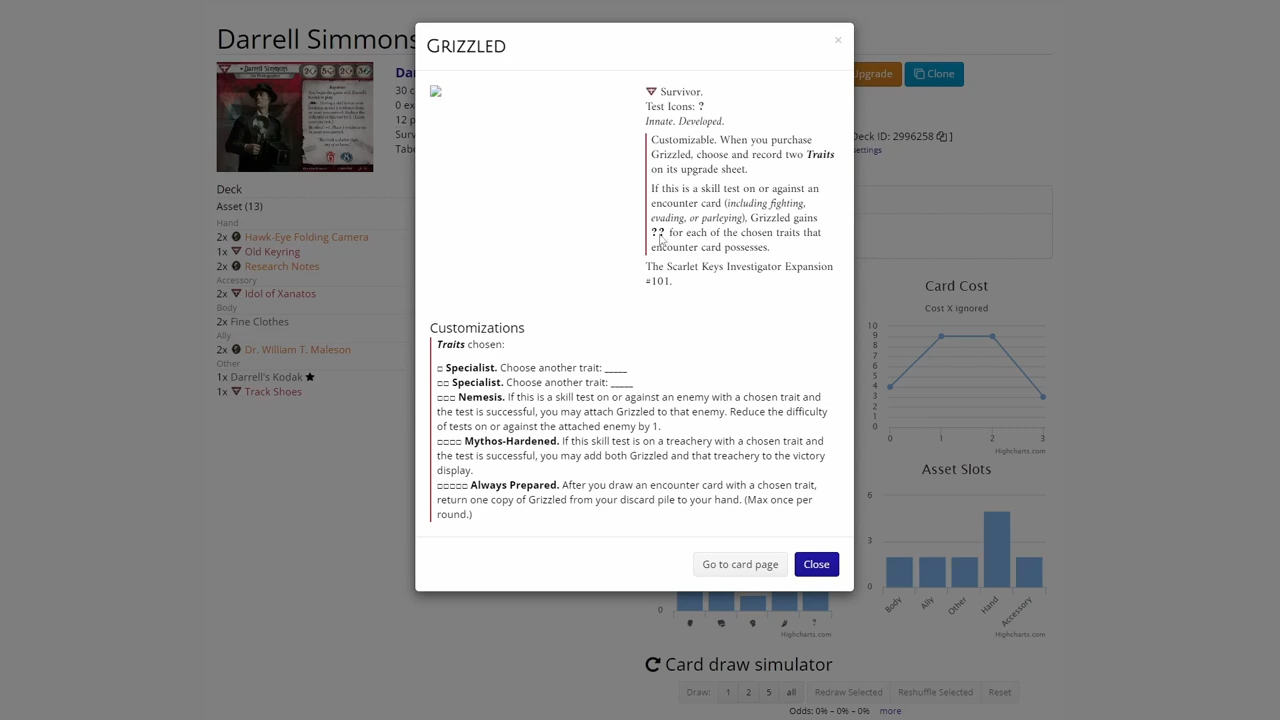 Darrell Simmons
Darrell Simmons
Da
30 c
0 ex
12 p
Surv
Tabo
Upgrade
Clone
Deck ID: 2996258 ]
settings
Deck
Asset (13)
Hand
2x Hawk-Eye Folding Camera
1x Old Keyring
2x Research Notes
Accessory
2x Idol of Xanatos
Body
2x Fine Clothes
Ally
2x Dr. William T. Maleson
Other
1x Darrell's Kodak
1x Track Shoes
GRIZZLED
×
Survivor.
Test Icons: ?
Innate. Developed.
Customizable. When you purchase
Grizzled, choose and record two Traits
on its upgrade sheet.
If this is a skill test on or against an
encounter card (including fighting,
evading, or parleying), Grizzled gains
?? for each of the chosen traits that
encounter card possesses.
The Scarlet Keys Investigator Expansion
#101.
Customizations
Traits chosen:
□ Specialist. Choose another trait: _____
□□ Specialist. Choose another trait: _____
□□□ Nemesis. If this is a skill test on or against an enemy with a chosen trait and
the test is successful, you may attach Grizzled to that enemy. Reduce the difficulty
of tests on or against the attached enemy by 1.
□□□□ Mythos-Hardened. If this skill test is on a treachery with a chosen trait and
the test is successful, you may add both Grizzled and that treachery to the victory
display.
□□□□□ Always Prepared. After you draw an encounter card with a chosen trait,
return one copy of Grizzled from your discard pile to your hand. (Max once per
round.)
Go to card page
Close
Card Cost
Cost X ignored
10
9
8
7
6
5
4
3
2
1
0
0 1 2 3
Highcharts.com
Asset Slots
6
3
0
Body Ally Other Hand Accessory
Highcharts.com
0
?
Highcharts.com
Card draw simulator
Draw: 1 2 5 all Redraw Selected Reshuffle Selected Reset
Odds: 0% – 0% – 0% more